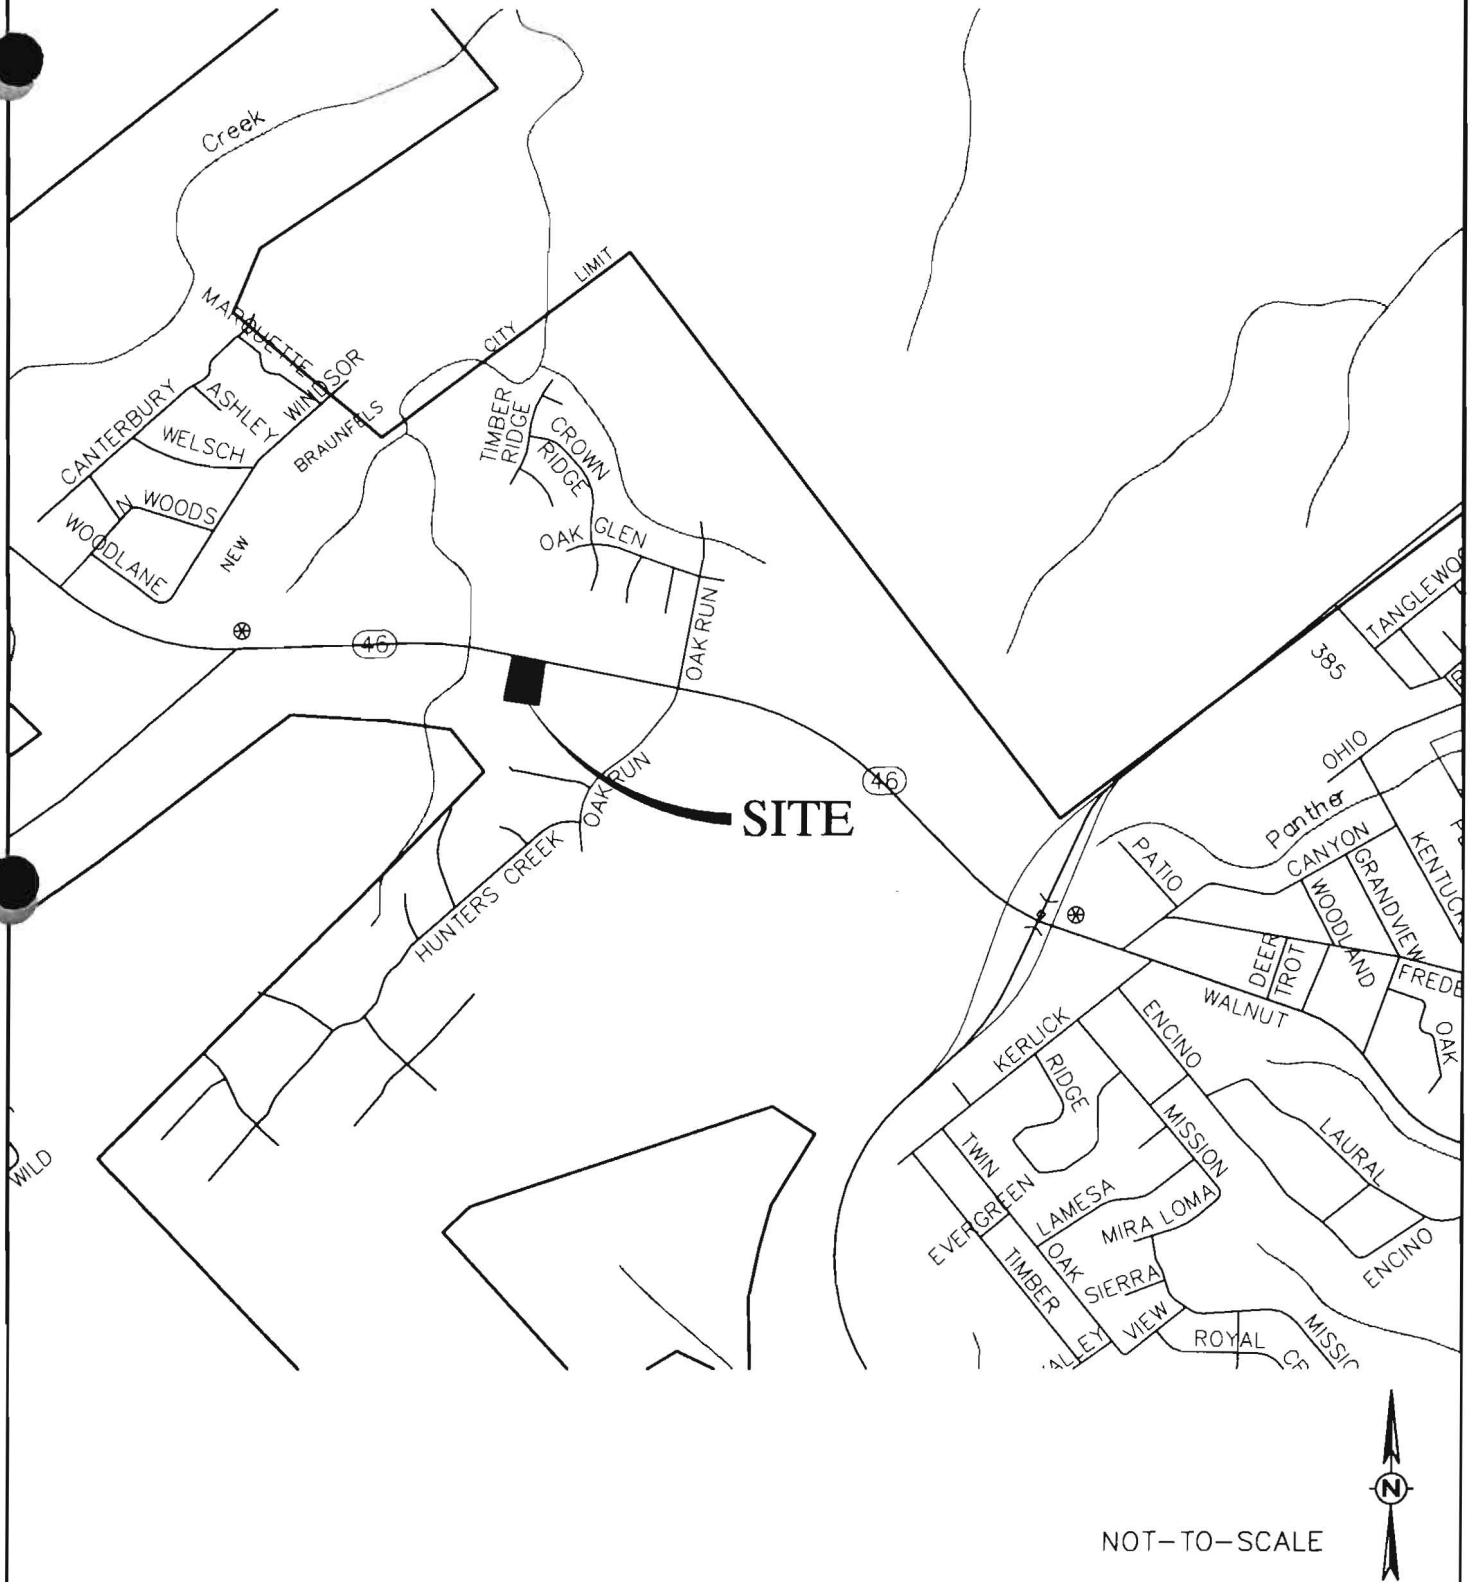 Creek
LIMIT
CITY
MARQUETTE
WINDSOR
ASHLEY
CANTERBURY
BRAUNFELS
TIMBER
RIDGE
CROWN
RIDGE
WELSCH
N
WOODS
OAK GLEN
WOODLANE
NEW
TANGLEWOO
OAK RUN
46
385
OHIO
OAK RUN
46
SITE
Panther
CANYON
PATIO
KENTUCK
GRANDVIEW
WOODLAND
HUNTERS CREEK
DEER
TROT
FREDE
WALNUT
OAK
KERLICK
ENCINO
RIDGE
MISSION
LAURAL
WILD
TWIN
EVERGREEN
LAMESA
MIRA LOMA
OAK
TIMBER
SIERRA
ENCINO
VIEW
ALLEY
ROYAL
MISSIO
N
NOT-TO-SCALE